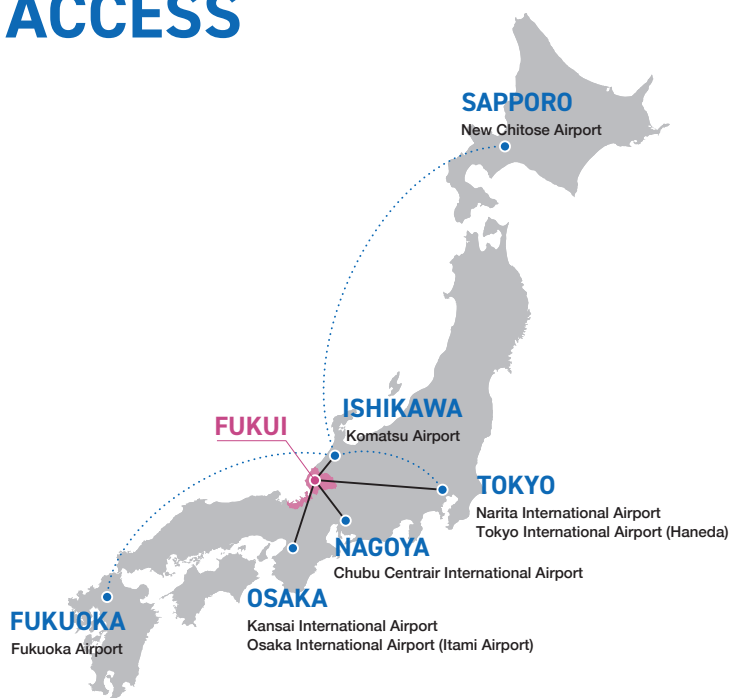 ACCESS
SAPPORO
New Chitose Airport
ISHIKAWA
Komatsu Airport
FUKUI
TOKYO
Narita International Airport
Tokyo International Airport (Haneda)
NAGOYA
Chubu Centrair International Airport
OSAKA
Kansai International Airport
Osaka International Airport (Itami Airport)
FUKUOKA
Fukuoka Airport